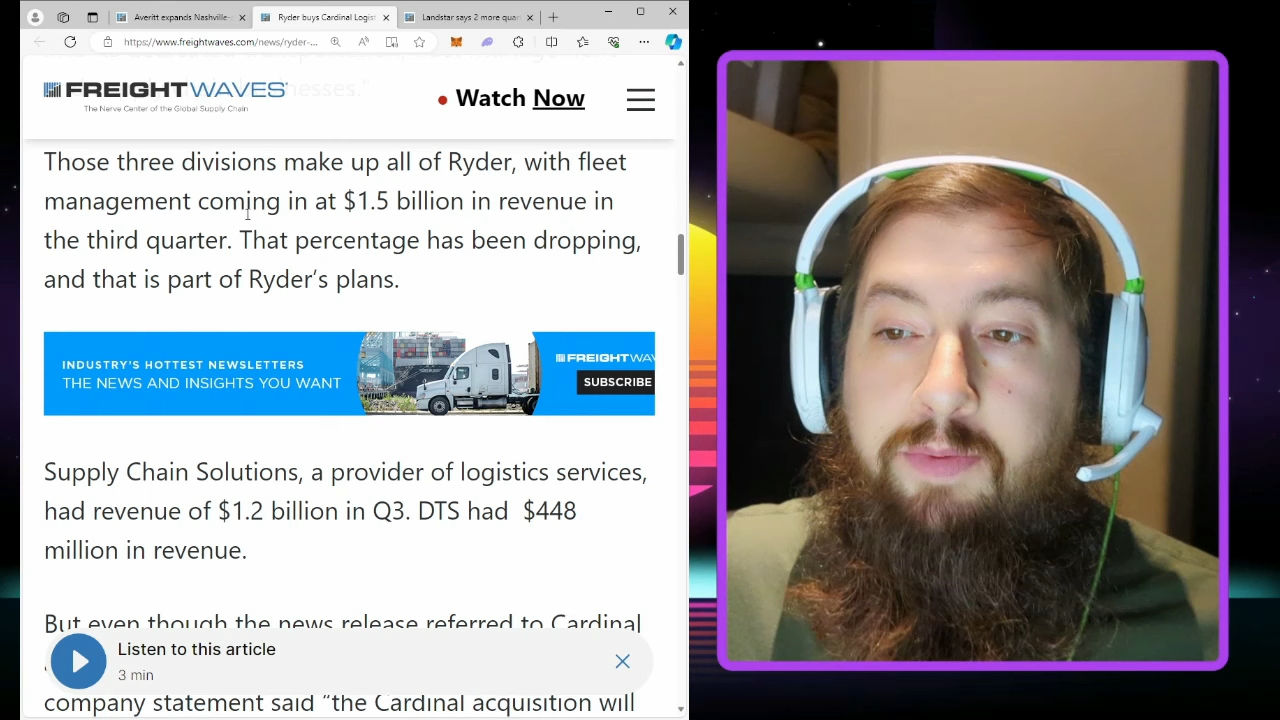 Averitt expands Nashville-
Ryder buys Cardinal Logist
Landstar says 2 more quar
https://www.freightwaves.com/news/ryder-...
FREIGHTWAVES
The Nerve Center of the Global Supply Chain
nesses."
Watch Now
Those three divisions make up all of Ryder, with fleet
management coming in at $1.5 billion in revenue in
the third quarter. That percentage has been dropping,
and that is part of Ryder's plans.
INDUSTRY'S HOTTEST NEWSLETTERS
THE NEWS AND INSIGHTS YOU WANT
FREIGHTWAV
SUBSCRIBE
Supply Chain Solutions, a provider of logistics services,
had revenue of $1.2 billion in Q3. DTS had $448
million in revenue.
But even though the news release referred to Cardinal
Listen to this article
3 min
company statement said "the Cardinal acquisition will